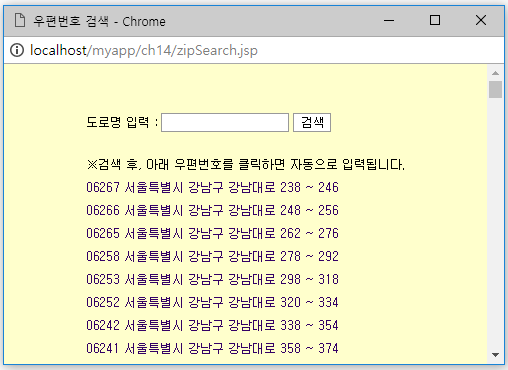 우편번호 검색 - Chrome
localhost/myapp/ch14/zipSearch.jsp
도로명 입력 : 검색
※검색 후, 아래 우편번호를 클릭하면 자동으로 입력됩니다.
06267 서울특별시 강남구 강남대로 238 ~ 246
06266 서울특별시 강남구 강남대로 248 ~ 256
06265 서울특별시 강남구 강남대로 262 ~ 276
06258 서울특별시 강남구 강남대로 278 ~ 292
06253 서울특별시 강남구 강남대로 298 ~ 318
06252 서울특별시 강남구 강남대로 320 ~ 334
06242 서울특별시 강남구 강남대로 338 ~ 354
06241 서울특별시 강남구 강남대로 358 ~ 374